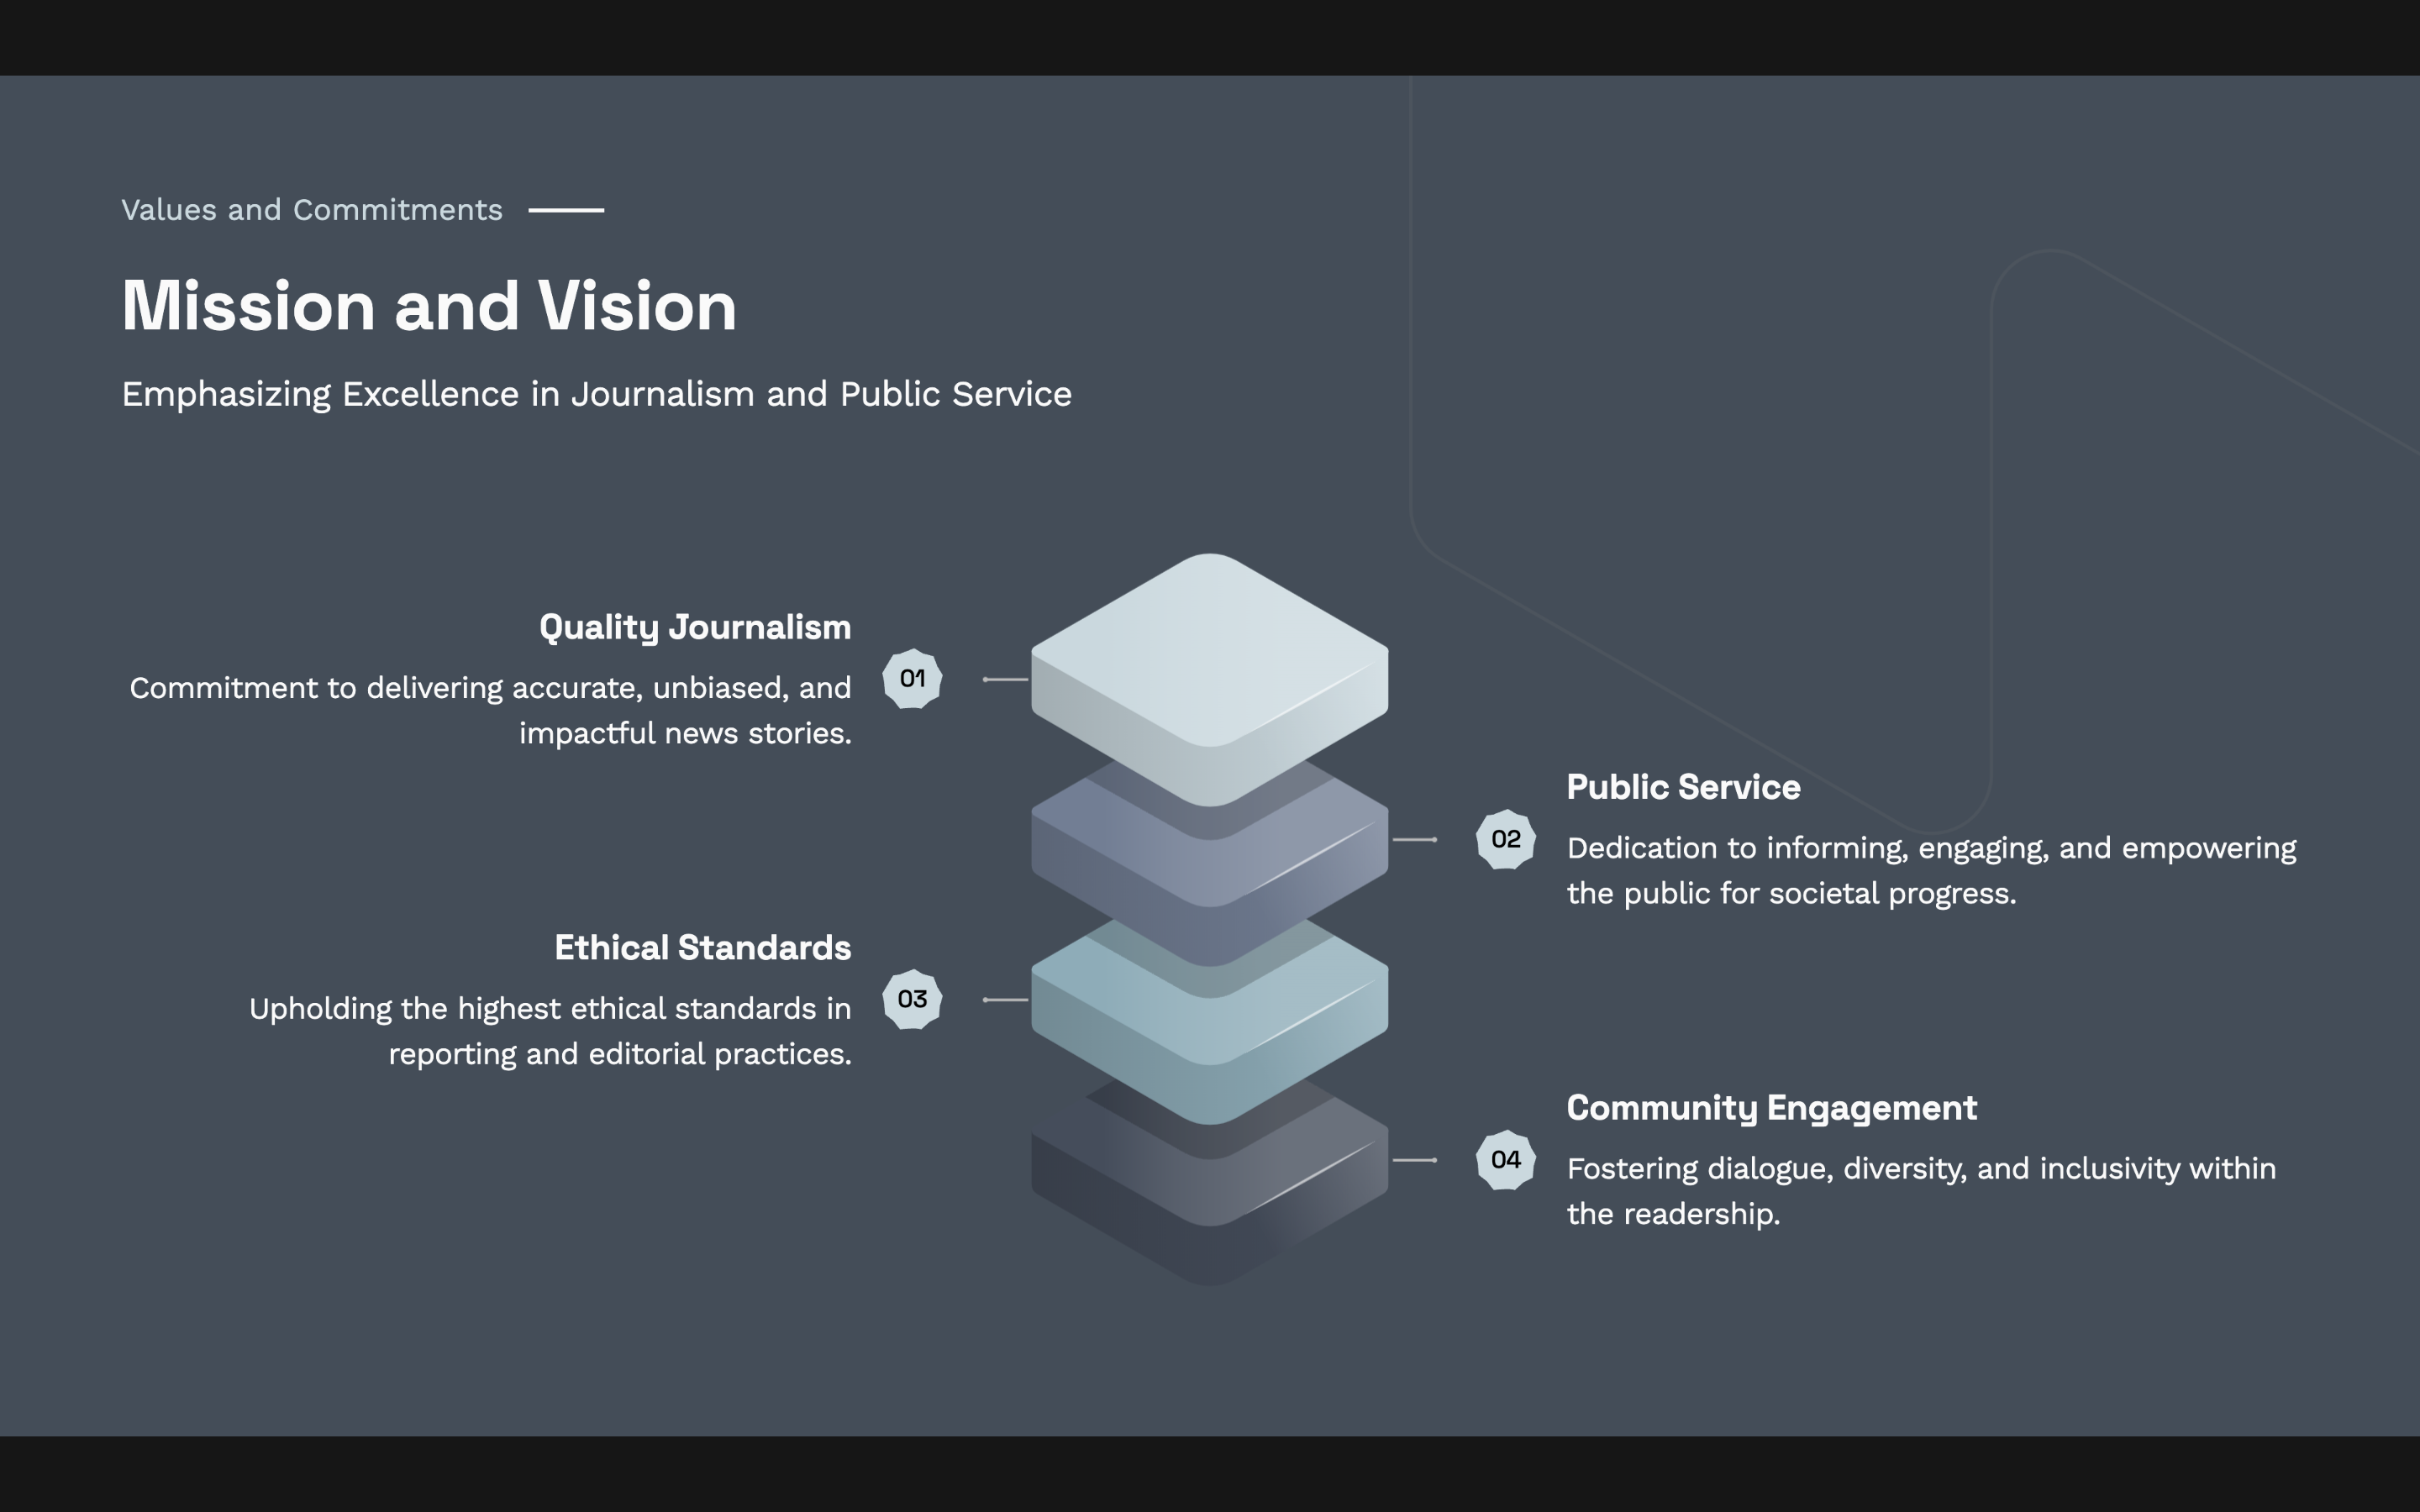 Values and Commitments
Mission and Vision
Emphasizing Excellence in Journalism and Public Service
Quality Journalism
Commitment to delivering accurate, unbiased, and
impactful news stories.
01
Public Service
Dedication to informing, engaging, and empowering
the public for societal progress.
02
Ethical Standards
Upholding the highest ethical standards in
reporting and editorial practices.
03
Community Engagement
Fostering dialogue, diversity, and inclusivity within
the readership.
04